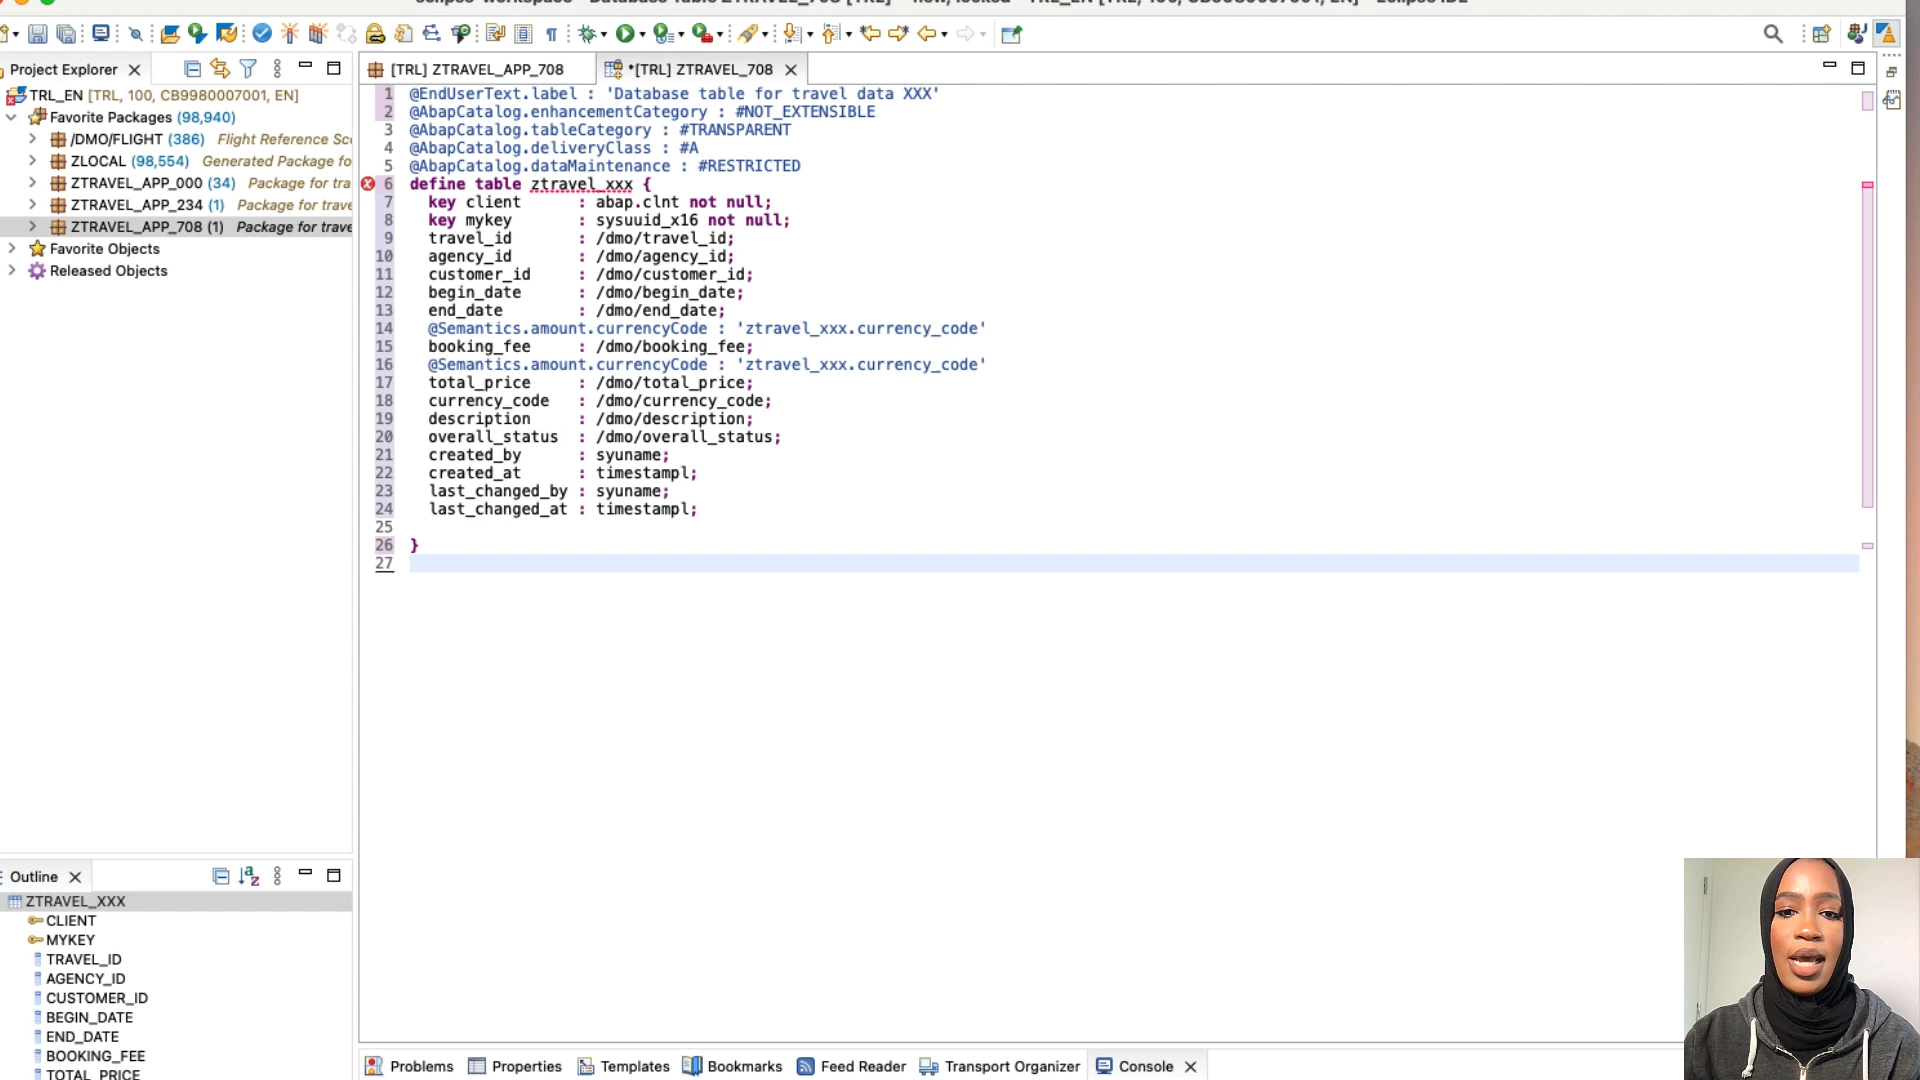 Project Explorer
TRL_EN [TRL, 100, CB9980007001, EN]
Favorite Packages (98,940)
/DMO/FLIGHT (386) Flight Reference Sc
ZLOCAL (98,554) Generated Package fo
ZTRAVEL_APP_000 (34) Package for tra
ZTRAVEL_APP_234 (1) Package for trave
ZTRAVEL_APP_708 (1) Package for trave
Favorite Objects
Released Objects
[TRL] ZTRAVEL_APP_708
*[TRL] ZTRAVEL_708
1 @EndUserText.label : 'Database table for travel data XXX'
2 @AbapCatalog.enhancementCategory : #NOT_EXTENSIBLE
3 @AbapCatalog.tableCategory : #TRANSPARENT
4 @AbapCatalog.deliveryClass : #A
5 @AbapCatalog.dataMaintenance : #RESTRICTED
6 define table ztravel_xxx {
7 key client : abap.clnt not null;
8 key mykey : sysuuid_x16 not null;
9 travel_id : /dmo/travel_id;
10 agency_id : /dmo/agency_id;
11 customer_id : /dmo/customer_id;
12 begin_date : /dmo/begin_date;
13 end_date : /dmo/end_date;
14 @Semantics.amount.currencyCode : 'ztravel_xxx.currency_code'
15 booking_fee : /dmo/booking_fee;
16 @Semantics.amount.currencyCode : 'ztravel_xxx.currency_code'
17 total_price : /dmo/total_price;
18 currency_code : /dmo/currency_code;
19 description : /dmo/description;
20 overall_status : /dmo/overall_status;
21 created_by : syuname;
22 created_at : timestampl;
23 last_changed_by : syuname;
24 last_changed_at : timestampl;
25
26 }
27
Outline
ZTRAVEL_XXX
CLIENT
MYKEY
TRAVEL_ID
AGENCY_ID
CUSTOMER_ID
BEGIN_DATE
END_DATE
BOOKING_FEE
TOTAL_PRICE
Problems
Properties
Templates
Bookmarks
Feed Reader
Transport Organizer
Console